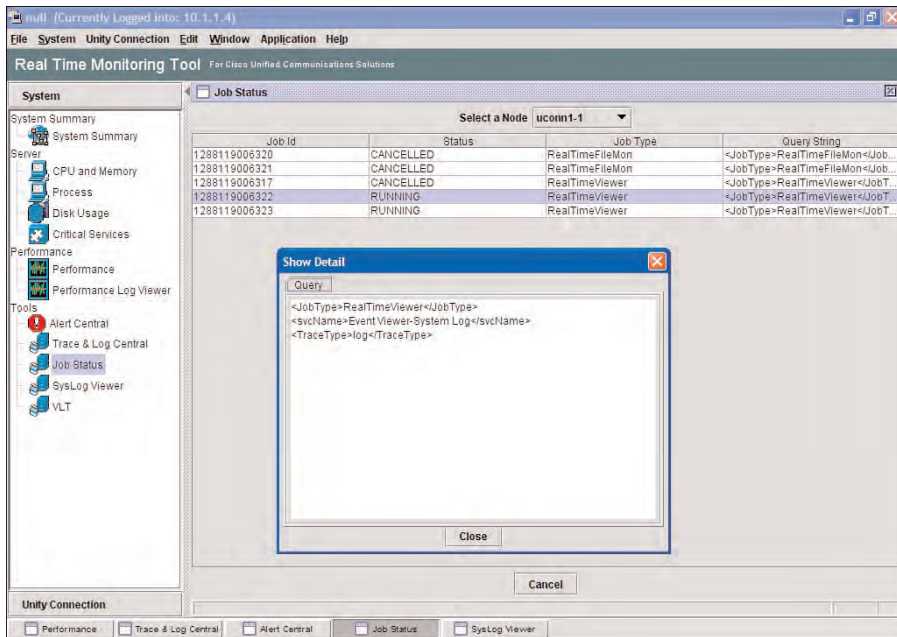 null (Currently Logged into: 10.1.1.4)
File System Unity Connection Edit Window Application Help
Real Time Monitoring Tool For Cisco Unified Communications Solutions
System
System Summary
System Summary
Server
CPU and Memory
Process
Disk Usage
Critical Services
Performance
Performance
Performance Log Viewer
Tools
Alert Central
Trace & Log Central
Job Status
SysLog Viewer
VLT
Unity Connection
Job Status
Select a Node uconn1-1
Job Id Status Job Type Query String
1288119006320 CANCELLED RealTimeFileMon <JobType>RealTimeFileMon</Job...
1288119006321 CANCELLED RealTimeFileMon <JobType>RealTimeFileMon</Job...
1288119006317 CANCELLED RealTimeViewer <JobType>RealTimeViewer</JobT...
1288119006322 RUNNING RealTimeViewer <JobType>RealTimeViewer</JobT...
1288119006323 RUNNING RealTimeViewer <JobType>RealTimeViewer</JobT...
Show Detail
Query
<JobType>RealTimeViewer</JobType>
<svcName>Event Viewer-System Log</svcName>
<TraceType>log</TraceType>
Close
Cancel
Performance Trace & Log Central Alert Central Job Status SysLog Viewer